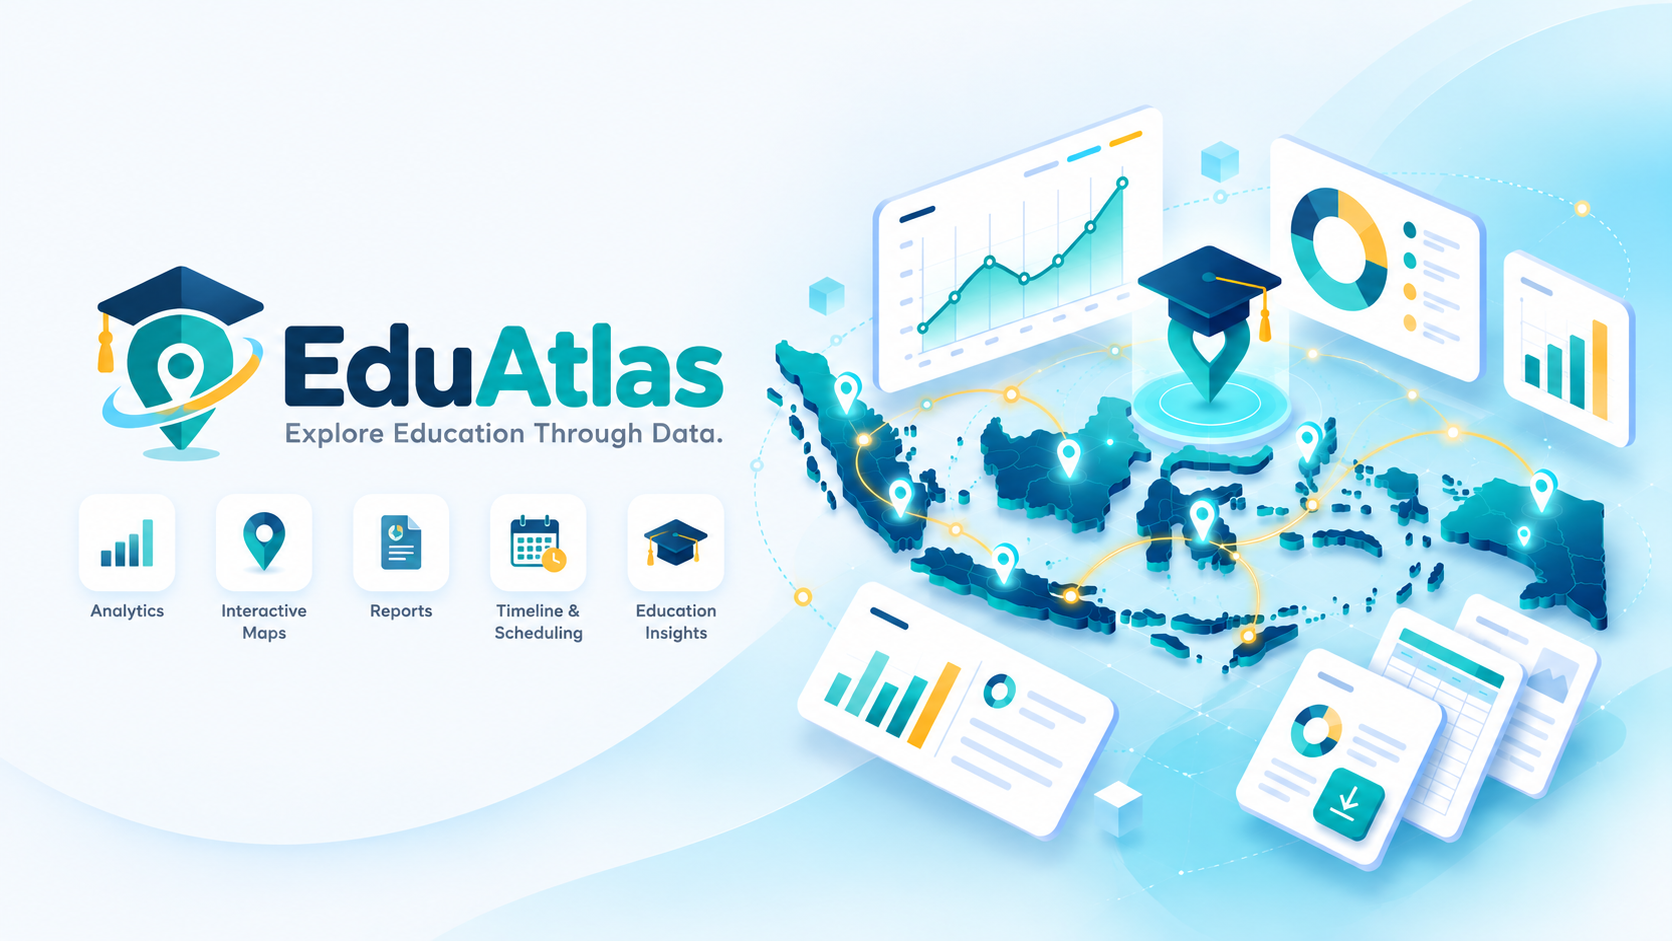 EduAtlas
Explore Education Through Data.
Analytics
Interactive
Maps
Reports
Timeline &
Scheduling
Education
Insights